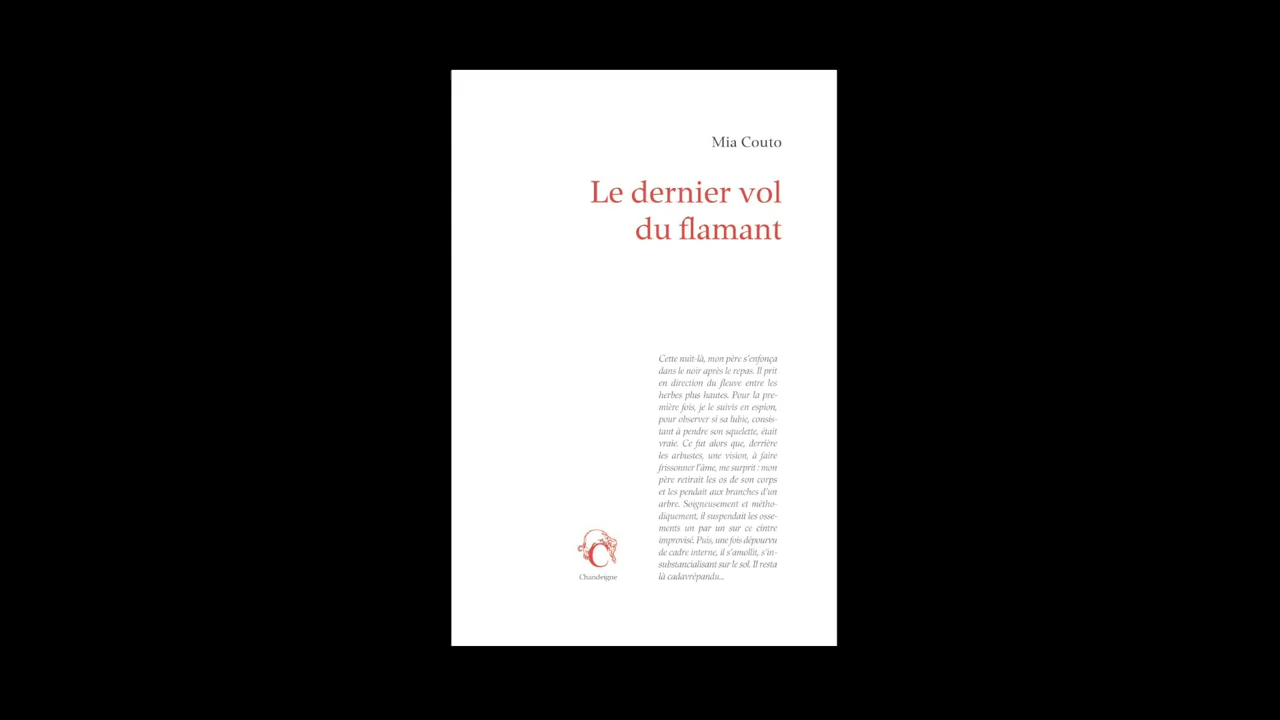 Mia Couto
Le dernier vol
du flamant
Cette nuit-là, mon père s'enfonça
dans le noir après le repas. Il prit
en direction du fleuve entre les
herbes plus hautes. Pour la pre-
mière fois, je le suivis en espion,
pour observer si sa lubie, consis-
tant à pendre son squelette, était
vraie. Ce fut alors que, derrière
les arbustes, une vision, à faire
frissonner l'âme, me surprit : mon
père retirait les os de son corps
et les pendait aux branches d'un
arbre. Soigneusement et métho-
diquement, il suspendait les osse-
ments un par un sur ce cintre
improvisé. Puis, une fois dépourvu
de cadre interne, il s'amollit, s'in-
substancialisant sur le sol. Il resta
là cadavrépandu...
C
Chandeigne